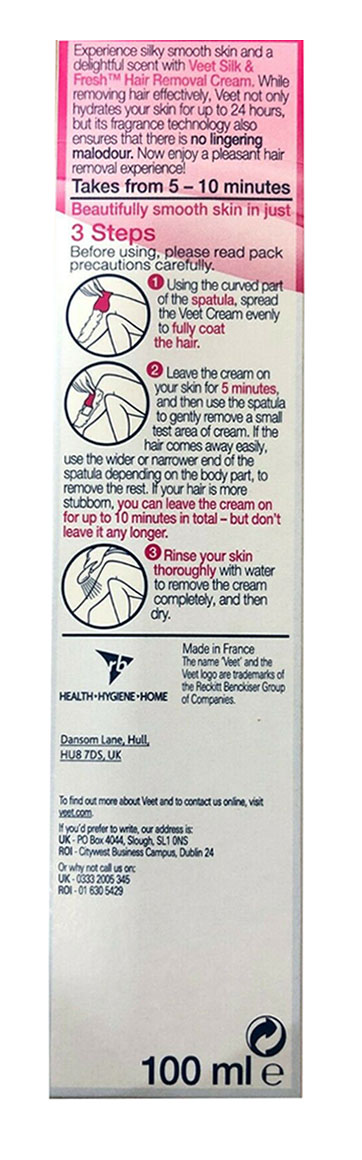 Experience silky smooth skin and a
delightful scent with Veet Silk &
Fresh™ Hair Removal Cream. While
removing hair effectively, Veet not only
hydrates your skin for up to 24 hours,
but its fragrance technology also
ensures that there is no lingering
malodour. Now enjoy a pleasant hair
removal experience!
Takes from 5 – 10 minutes
Beautifully smooth skin in just
3 Steps
Before using, please read pack
precautions carefully.
1 Using the curved part
of the spatula, spread
the Veet Cream evenly
to fully coat
the hair.
2 Leave the cream on
your skin for 5 minutes,
and then use the spatula
to gently remove a small
test area of cream. If the
hair comes away easily,
use the wider or narrower end of the
spatula depending on the body part, to
remove the rest. If your hair is more
stubborn, you can leave the cream on
for up to 10 minutes in total – but don't
leave it any longer.
3 Rinse your skin
thoroughly with water
to remove the cream
completely, and then
dry.
rb
HEALTH•HYGIENE•HOME
Made in France
The name 'Veet' and the
Veet logo are trademarks of
the Reckitt Benckiser Group
of Companies.
Dansom Lane, Hull,
HU8 7DS, UK
To find out more about Veet and to contact us online, visit
veet.com.
If you'd prefer to write, our address is:
UK - PO Box 4044, Slough, SL1 0NS
ROI - Citywest Business Campus, Dublin 24
Or why not call us on:
UK - 0333 2005 345
ROI - 01 630 5429
100 ml e